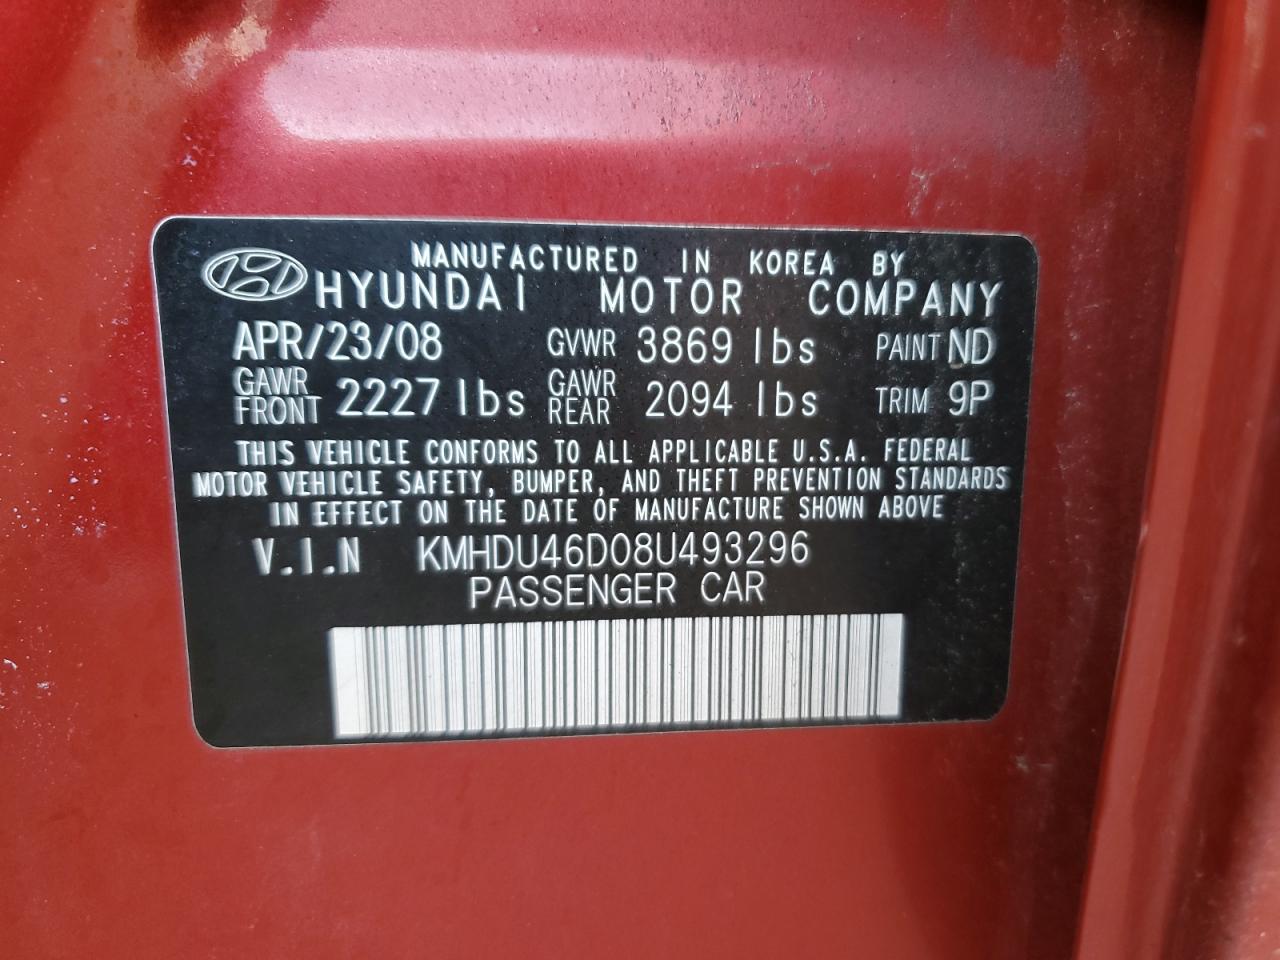 MANUFACTURED IN KOREA BY
HYUNDAI MOTOR COMPANY
APR/23/08 GVWR 3869 lbs PAINT ND
GAWR FRONT 2227 lbs GAWR REAR 2094 lbs TRIM 9P
THIS VEHICLE CONFORMS TO ALL APPLICABLE U.S.A. FEDERAL
MOTOR VEHICLE SAFETY, BUMPER, AND THEFT PREVENTION STANDARDS
IN EFFECT ON THE DATE OF MANUFACTURE SHOWN ABOVE
V.I.N KMHDU46D08U493296
PASSENGER CAR